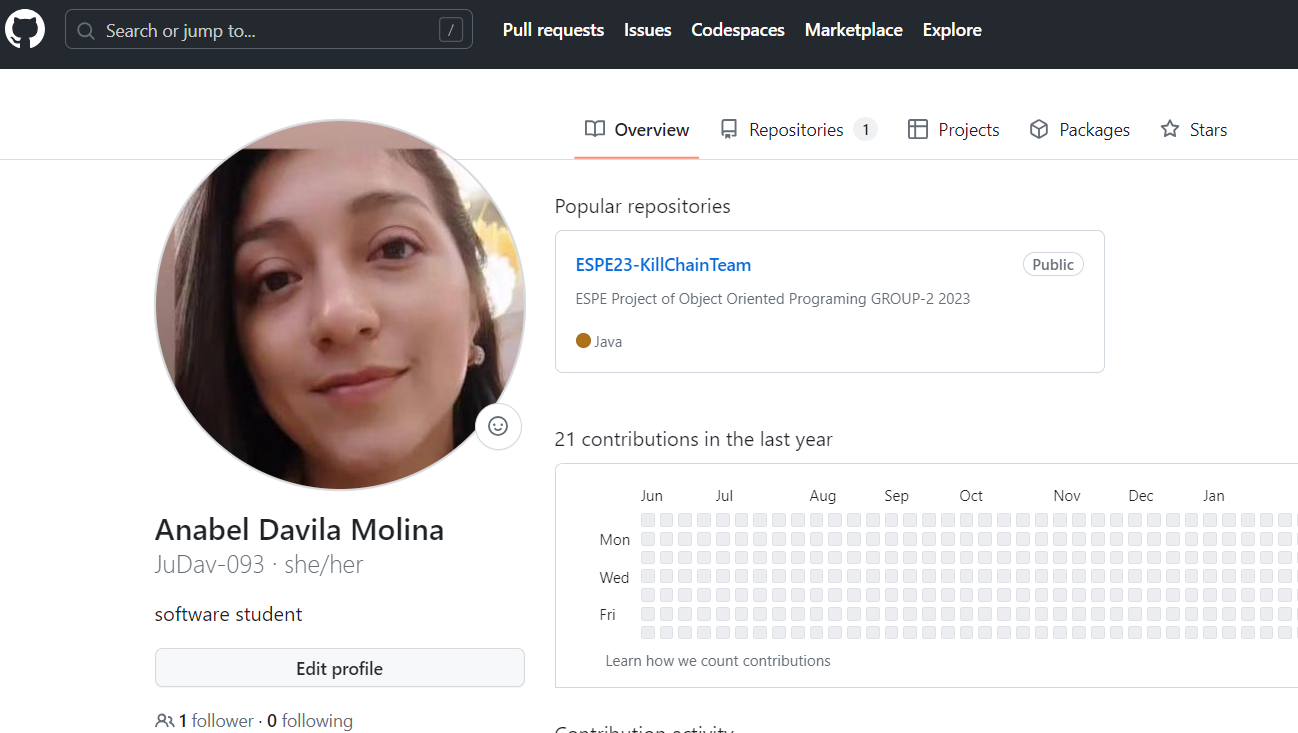 Search or jump to... /
Pull requests Issues Codespaces Marketplace Explore
Overview Repositories 1 Projects Packages Stars
Anabel Davila Molina
JuDav-093 · she/her
software student
Edit profile
1 follower · 0 following
Popular repositories
ESPE23-KillChainTeam Public
ESPE Project of Object Oriented Programing GROUP-2 2023
Java
21 contributions in the last year
Jun Jul Aug Sep Oct Nov Dec Jan
Mon
Wed
Fri
Learn how we count contributions
Contribution activity